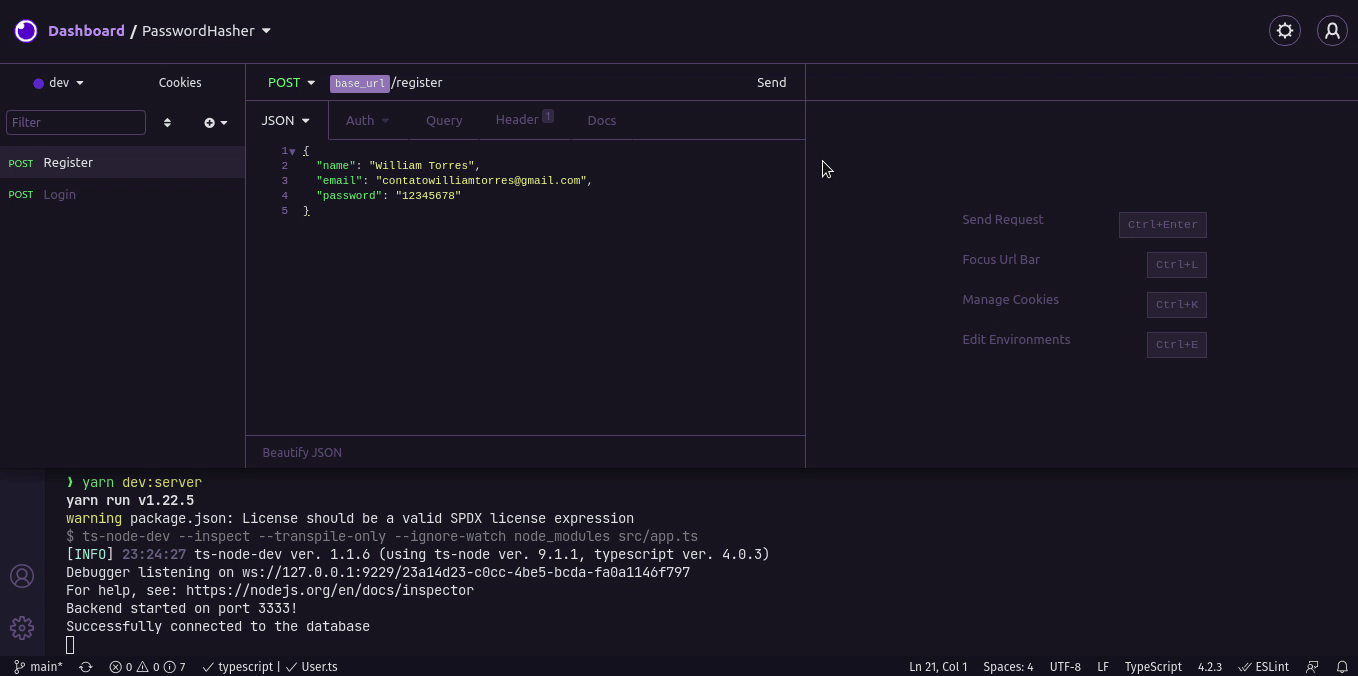 Dashboard / PasswordHasher
dev
Cookies
POST
base_url/register
Send
Filter
JSON
Auth
Query
Header 1
Docs
POST Register
POST Login
1 {
2 "name": "William Torres",
3 "email": "contatowilliamtorres@gmail.com",
4 "password": "12345678"
5 }
Send Request Ctrl+Enter
Focus Url Bar Ctrl+L
Manage Cookies Ctrl+K
Edit Environments Ctrl+E
Beautify JSON
❯ yarn dev:server
yarn run v1.22.5
warning package.json: License should be a valid SPDX license expression
$ ts-node-dev --inspect --transpile-only --ignore-watch node_modules src/app.ts
[INFO] 23:24:27 ts-node-dev ver. 1.1.6 (using ts-node ver. 9.1.1, typescript ver. 4.0.3)
Debugger listening on ws://127.0.0.1:9229/23a14d23-c0cc-4be5-bcda-fa0a1146f797
For help, see: https://nodejs.org/en/docs/inspector
Backend started on port 3333!
Successfully connected to the database
main* 0 0 7 typescript | User.ts Ln 21, Col 1 Spaces: 4 UTF-8 LF TypeScript 4.2.3 ESLint